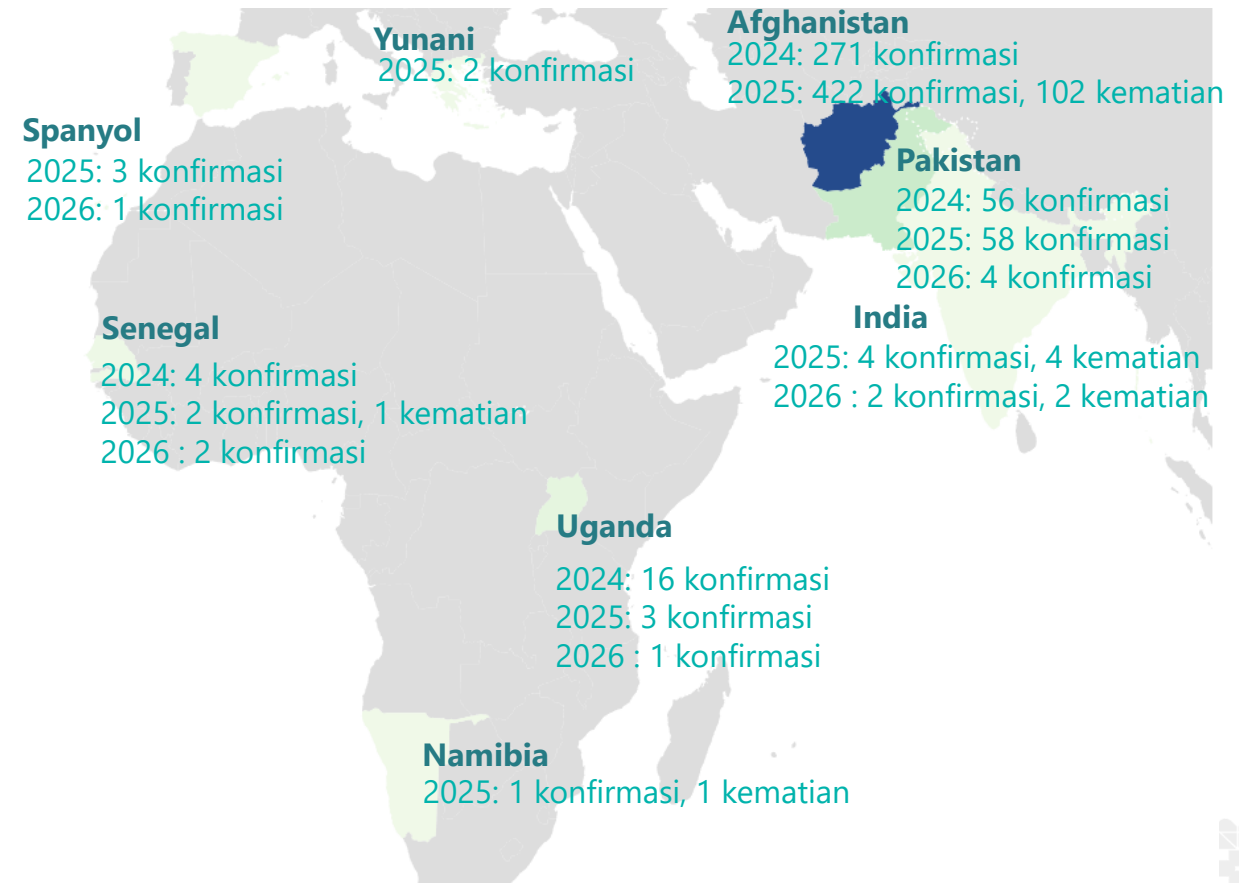 Yunani
2025: 2 konfirmasi
Afghanistan
2024: 271 konfirmasi
2025: 422 konfirmasi, 102 kematian
Spanyol
2025: 3 konfirmasi
2026: 1 konfirmasi
Pakistan
2024: 56 konfirmasi
2025: 58 konfirmasi
2026: 4 konfirmasi
India
2025: 4 konfirmasi, 4 kematian
2026 : 2 konfirmasi, 2 kematian
Senegal
2024: 4 konfirmasi
2025: 2 konfirmasi, 1 kematian
2026 : 2 konfirmasi
Uganda
2024: 16 konfirmasi
2025: 3 konfirmasi
2026 : 1 konfirmasi
Namibia
2025: 1 konfirmasi, 1 kematian